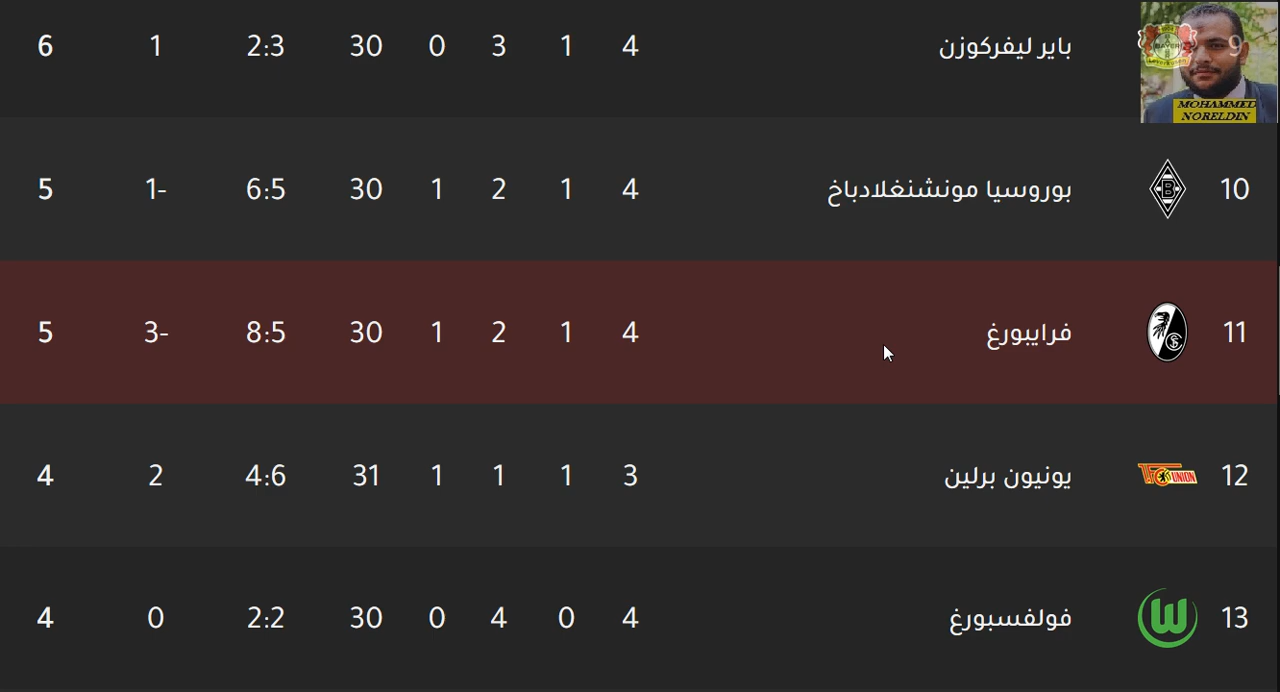 9 باير ليفركوزن 4 1 3 0 30 2:3 1 6
BAYER
Leverkusen
MOHAMMED
NORELDIN
10 B بوروسيا مونشنغلادباخ 4 1 2 1 30 6:5 1- 5
11 فرايبورغ 4 1 2 1 30 8:5 3- 5
12 UNION يونيون برلين 3 1 1 1 31 4:6 2 4
13 W فولفسبورغ 4 0 4 0 30 2:2 0 4